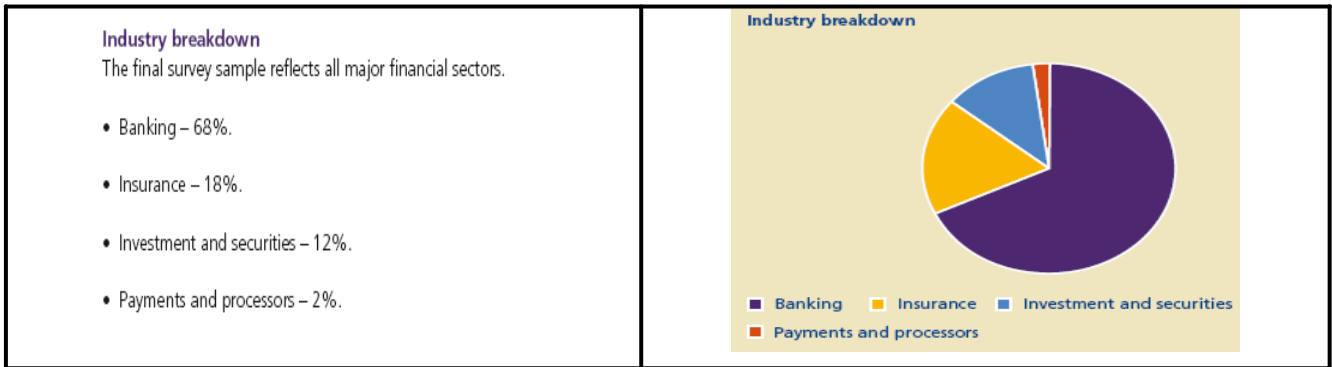 Industry breakdown
The final survey sample reflects all major financial sectors.
• Banking – 68%.
• Insurance – 18%.
• Investment and securities – 12%.
• Payments and processors – 2%.
Industry breakdown
Banking Insurance Investment and securities
Payments and processors